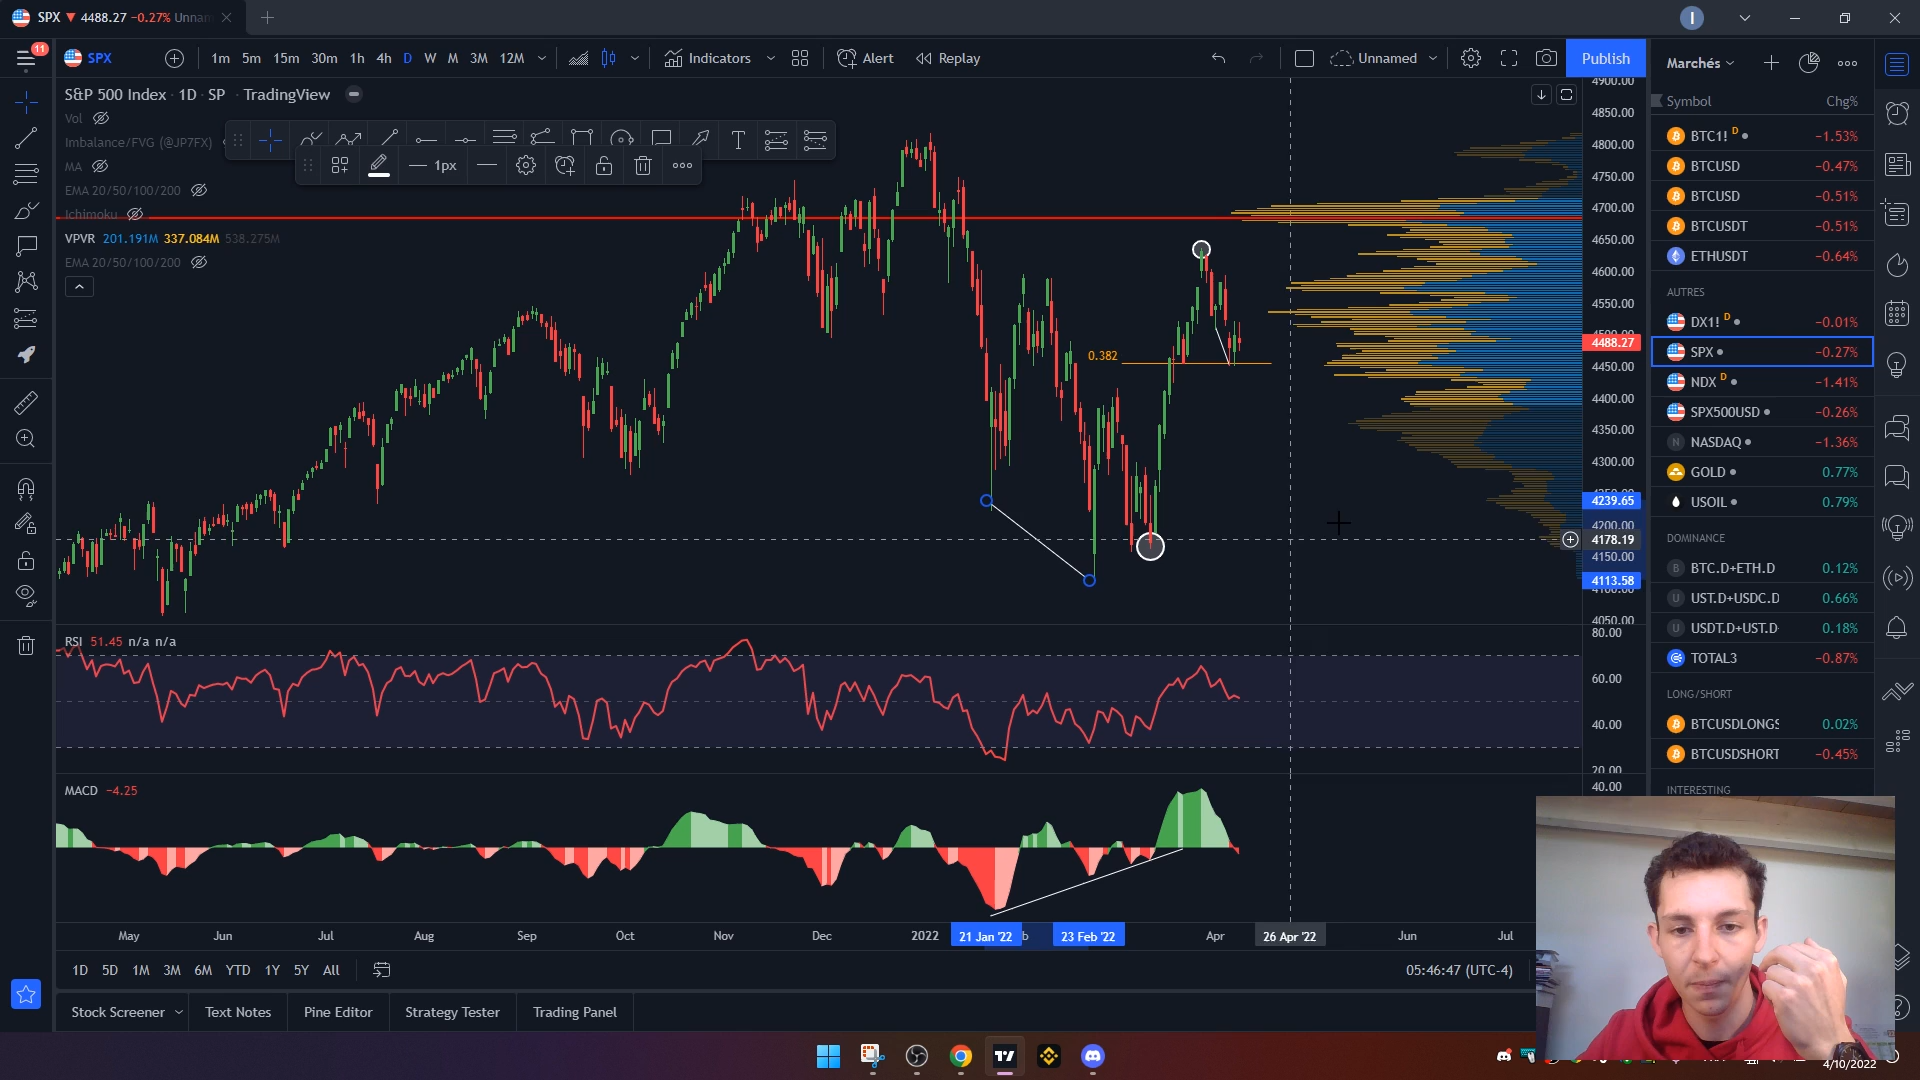 SPX ▼ 4488.27 −0.27% Unnam
11
SPX
1m 5m 15m 30m 1h 4h D W M 3M 12M
Indicators
Alert
Replay
Unnamed
Publish
S&P 500 Index · 1D · SP · TradingView
Vol
Imbalance/FVG (@JP7FX)
MA
EMA 20/50/100/200
Ichimoku
VPVR 201.191M 337.084M 538.275M
EMA 20/50/100/200
T
1px
0.382
4900.00
4850.00
4800.00
4750.00
4700.00
4650.00
4600.00
4550.00
4500.00
4488.27
4450.00
4400.00
4350.00
4300.00
4239.65
4200.00
4178.19
4150.00
4113.58
4100.00
4050.00
RSI 51.45 n/a n/a
80.00
60.00
40.00
20.00
MACD −4.25
40.00
May Jun Jul Aug Sep Oct Nov Dec 2022 21 Jan '22 23 Feb '22 Apr 26 Apr '22 Jun Jul
1D 5D 1M 3M 6M YTD 1Y 5Y All
05:46:47 (UTC-4)
Stock Screener
Text Notes
Pine Editor
Strategy Tester
Trading Panel
I
Marchés
Symbol Chg%
BTC1! D −1.53%
BTCUSD −0.47%
BTCUSD −0.51%
BTCUSDT −0.51%
ETHUSDT −0.64%
AUTRES
DX1! D −0.01%
SPX −0.27%
NDX D −1.41%
SPX500USD −0.26%
N NASDAQ −1.36%
GOLD 0.77%
USOIL 0.79%
DOMINANCE
B BTC.D+ETH.D 0.12%
U UST.D+USDC.D 0.66%
U USDT.D+UST.D 0.18%
TOTAL3 −0.87%
LONG/SHORT
BTCUSDLONGS 0.02%
BTCUSDSHORT −0.45%
INTERESTING
4/10/2022